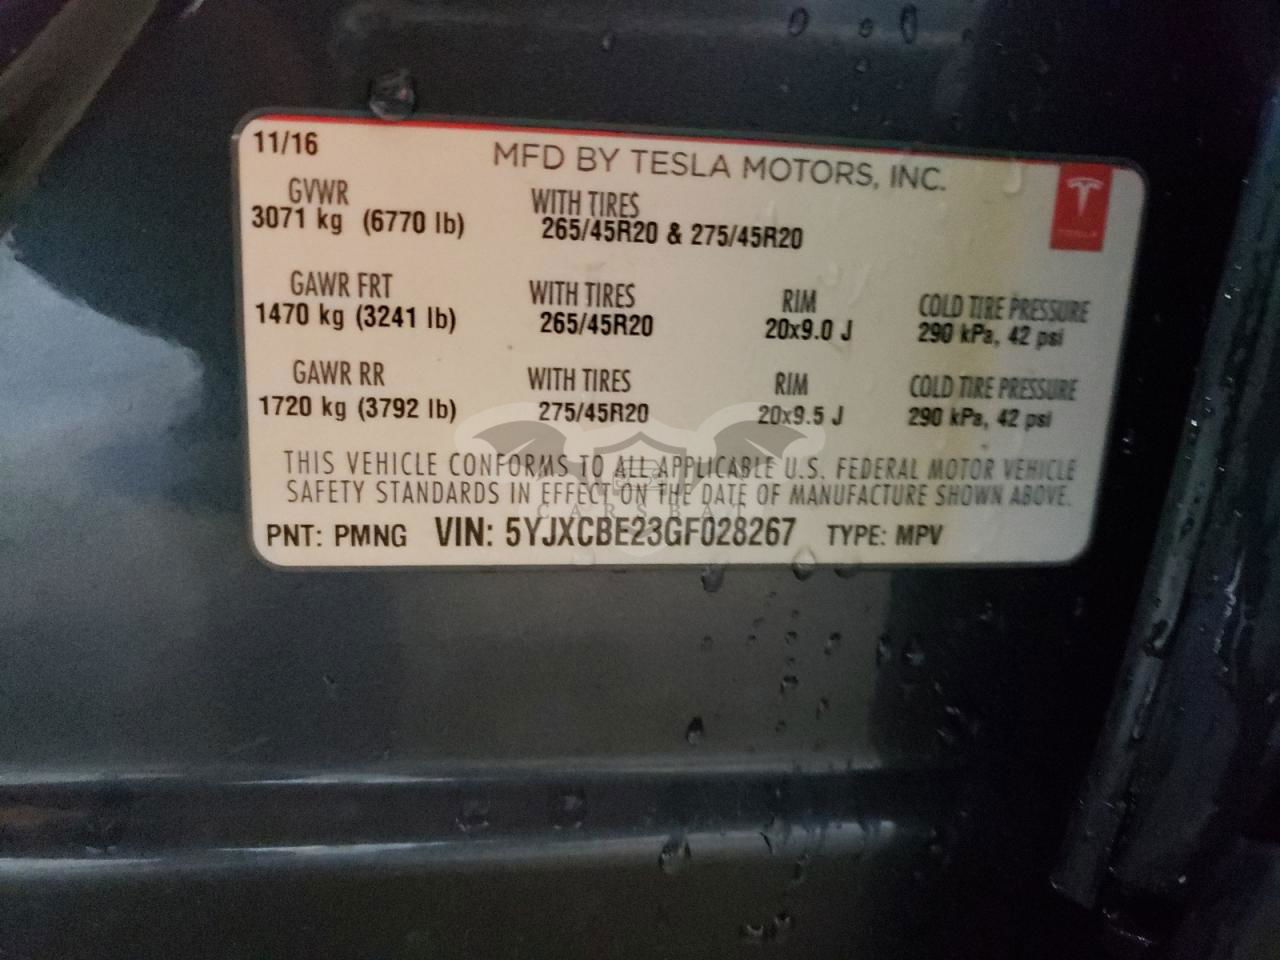 11/16 MFD BY TESLA MOTORS, INC.
TESLA
GVWR WITH TIRES
3071 kg (6770 lb) 265/45R20 & 275/45R20
GAWR FRT WITH TIRES RIM COLD TIRE PRESSURE
1470 kg (3241 lb) 265/45R20 20x9.0 J 290 kPa, 42 psi
GAWR RR WITH TIRES RIM COLD TIRE PRESSURE
1720 kg (3792 lb) 275/45R20 20x9.5 J 290 kPa, 42 psi
THIS VEHICLE CONFORMS TO ALL APPLICABLE U.S. FEDERAL MOTOR VEHICLE
SAFETY STANDARDS IN EFFECT ON THE DATE OF MANUFACTURE SHOWN ABOVE.
CARSBAT
PNT: PMNG VIN: 5YJXCBE23GF028267 TYPE: MPV